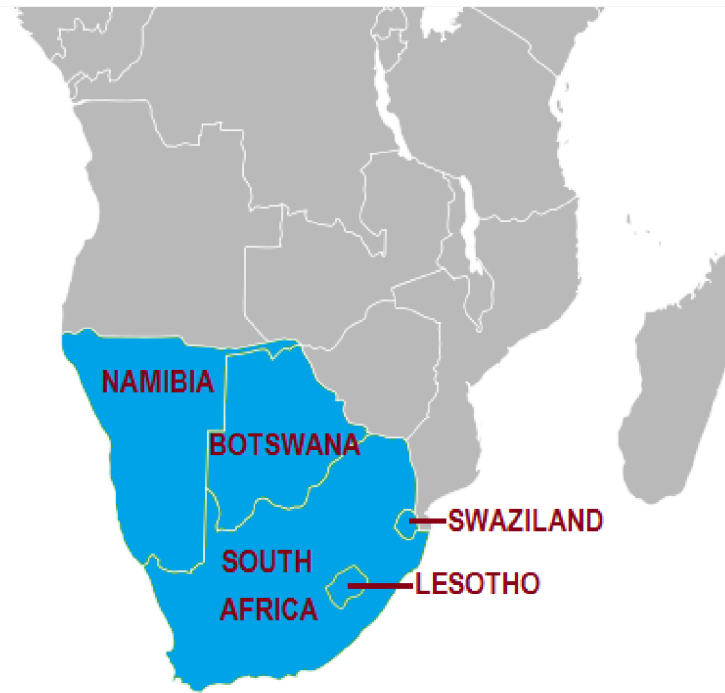 NAMIBIA
BOTSWANA
SWAZILAND
SOUTH
AFRICA
LESOTHO